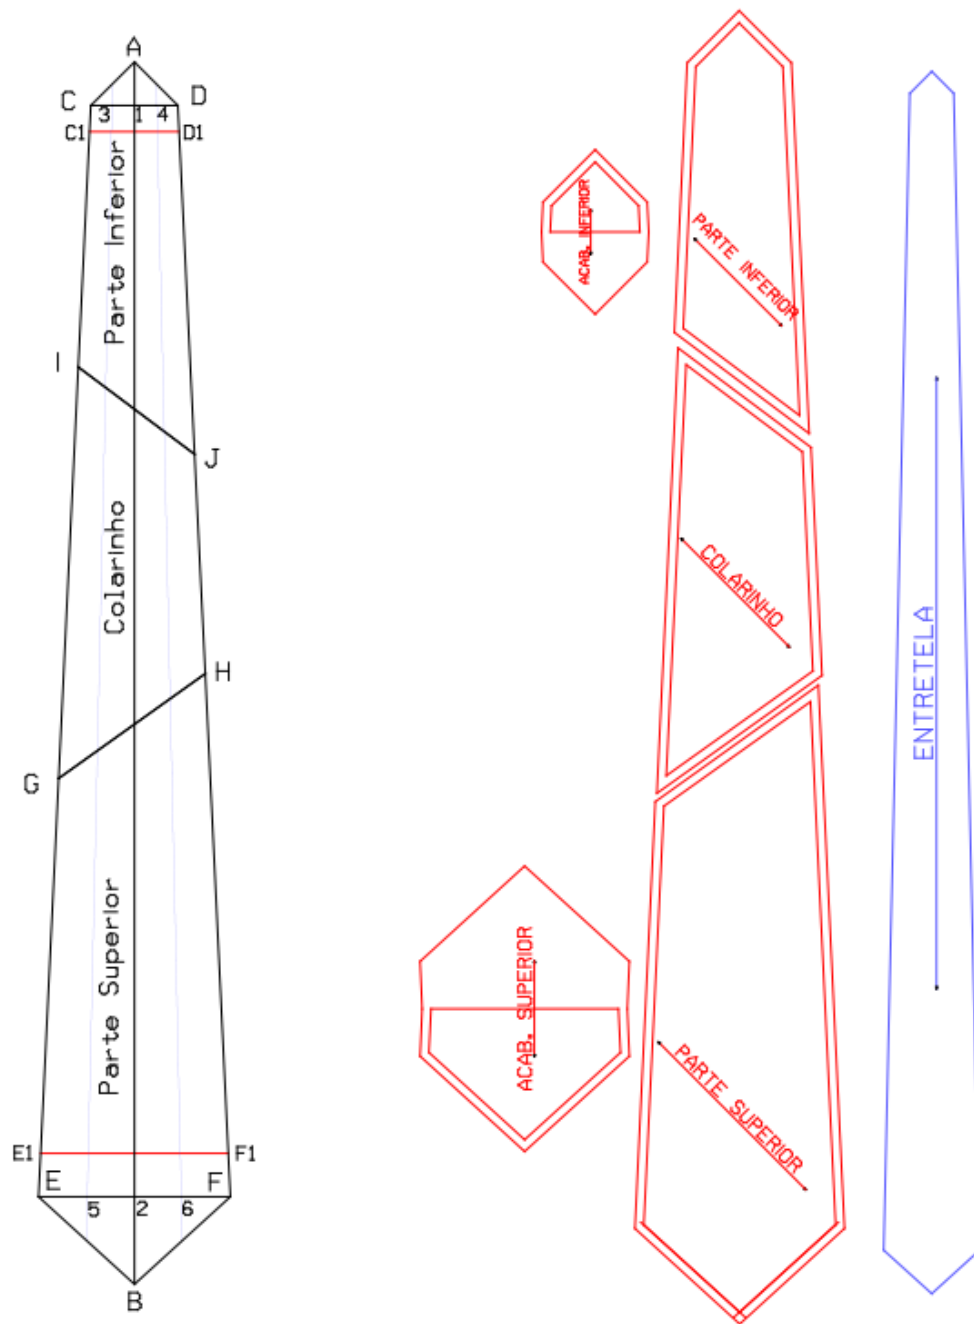 A
C 3 1 4 D
C1 D1
Parte Inferior
I
J
Colarinho
H
G
Parte Superior
E1 F1
E F
5 2 6
B
ACAB. INFERIOR
PARTE INFERIOR
COLARINHO
ACAB. SUPERIOR
PARTE SUPERIOR
ENTRETELA